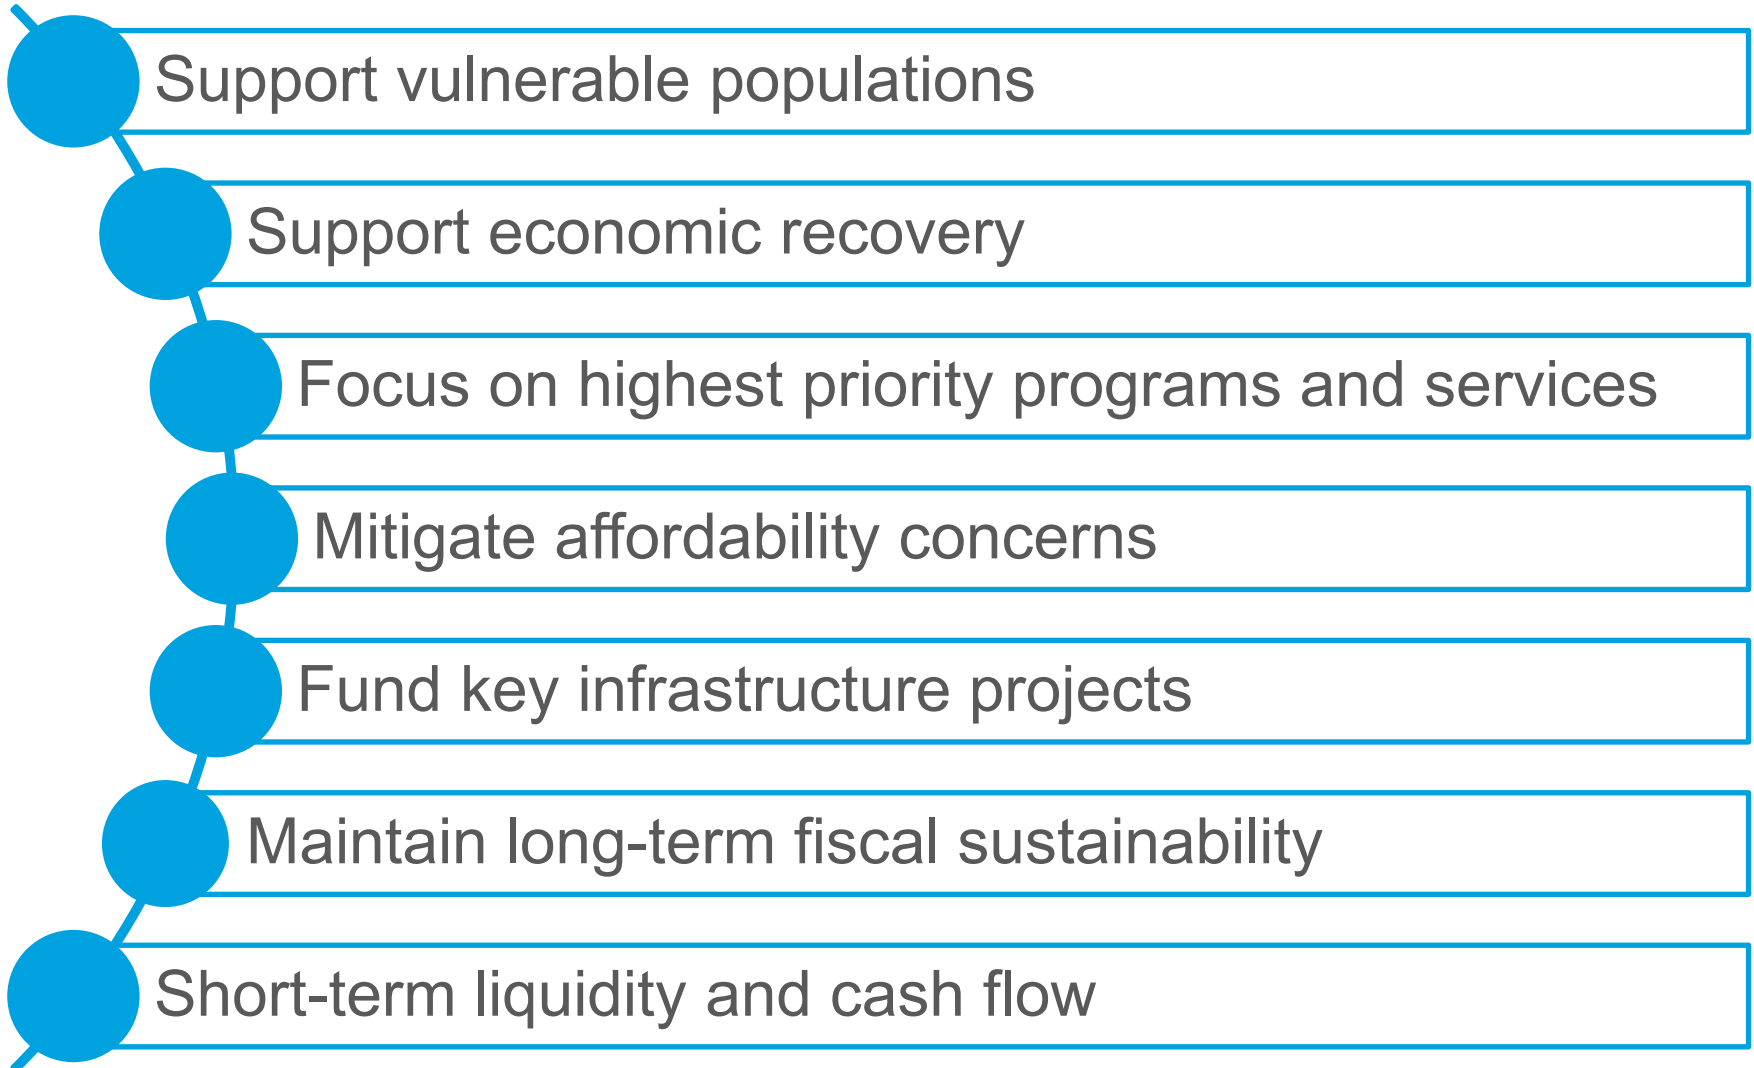 Support vulnerable populations
Support economic recovery
Focus on highest priority programs and services
Mitigate affordability concerns
Fund key infrastructure projects
Maintain long-term fiscal sustainability
Short-term liquidity and cash flow